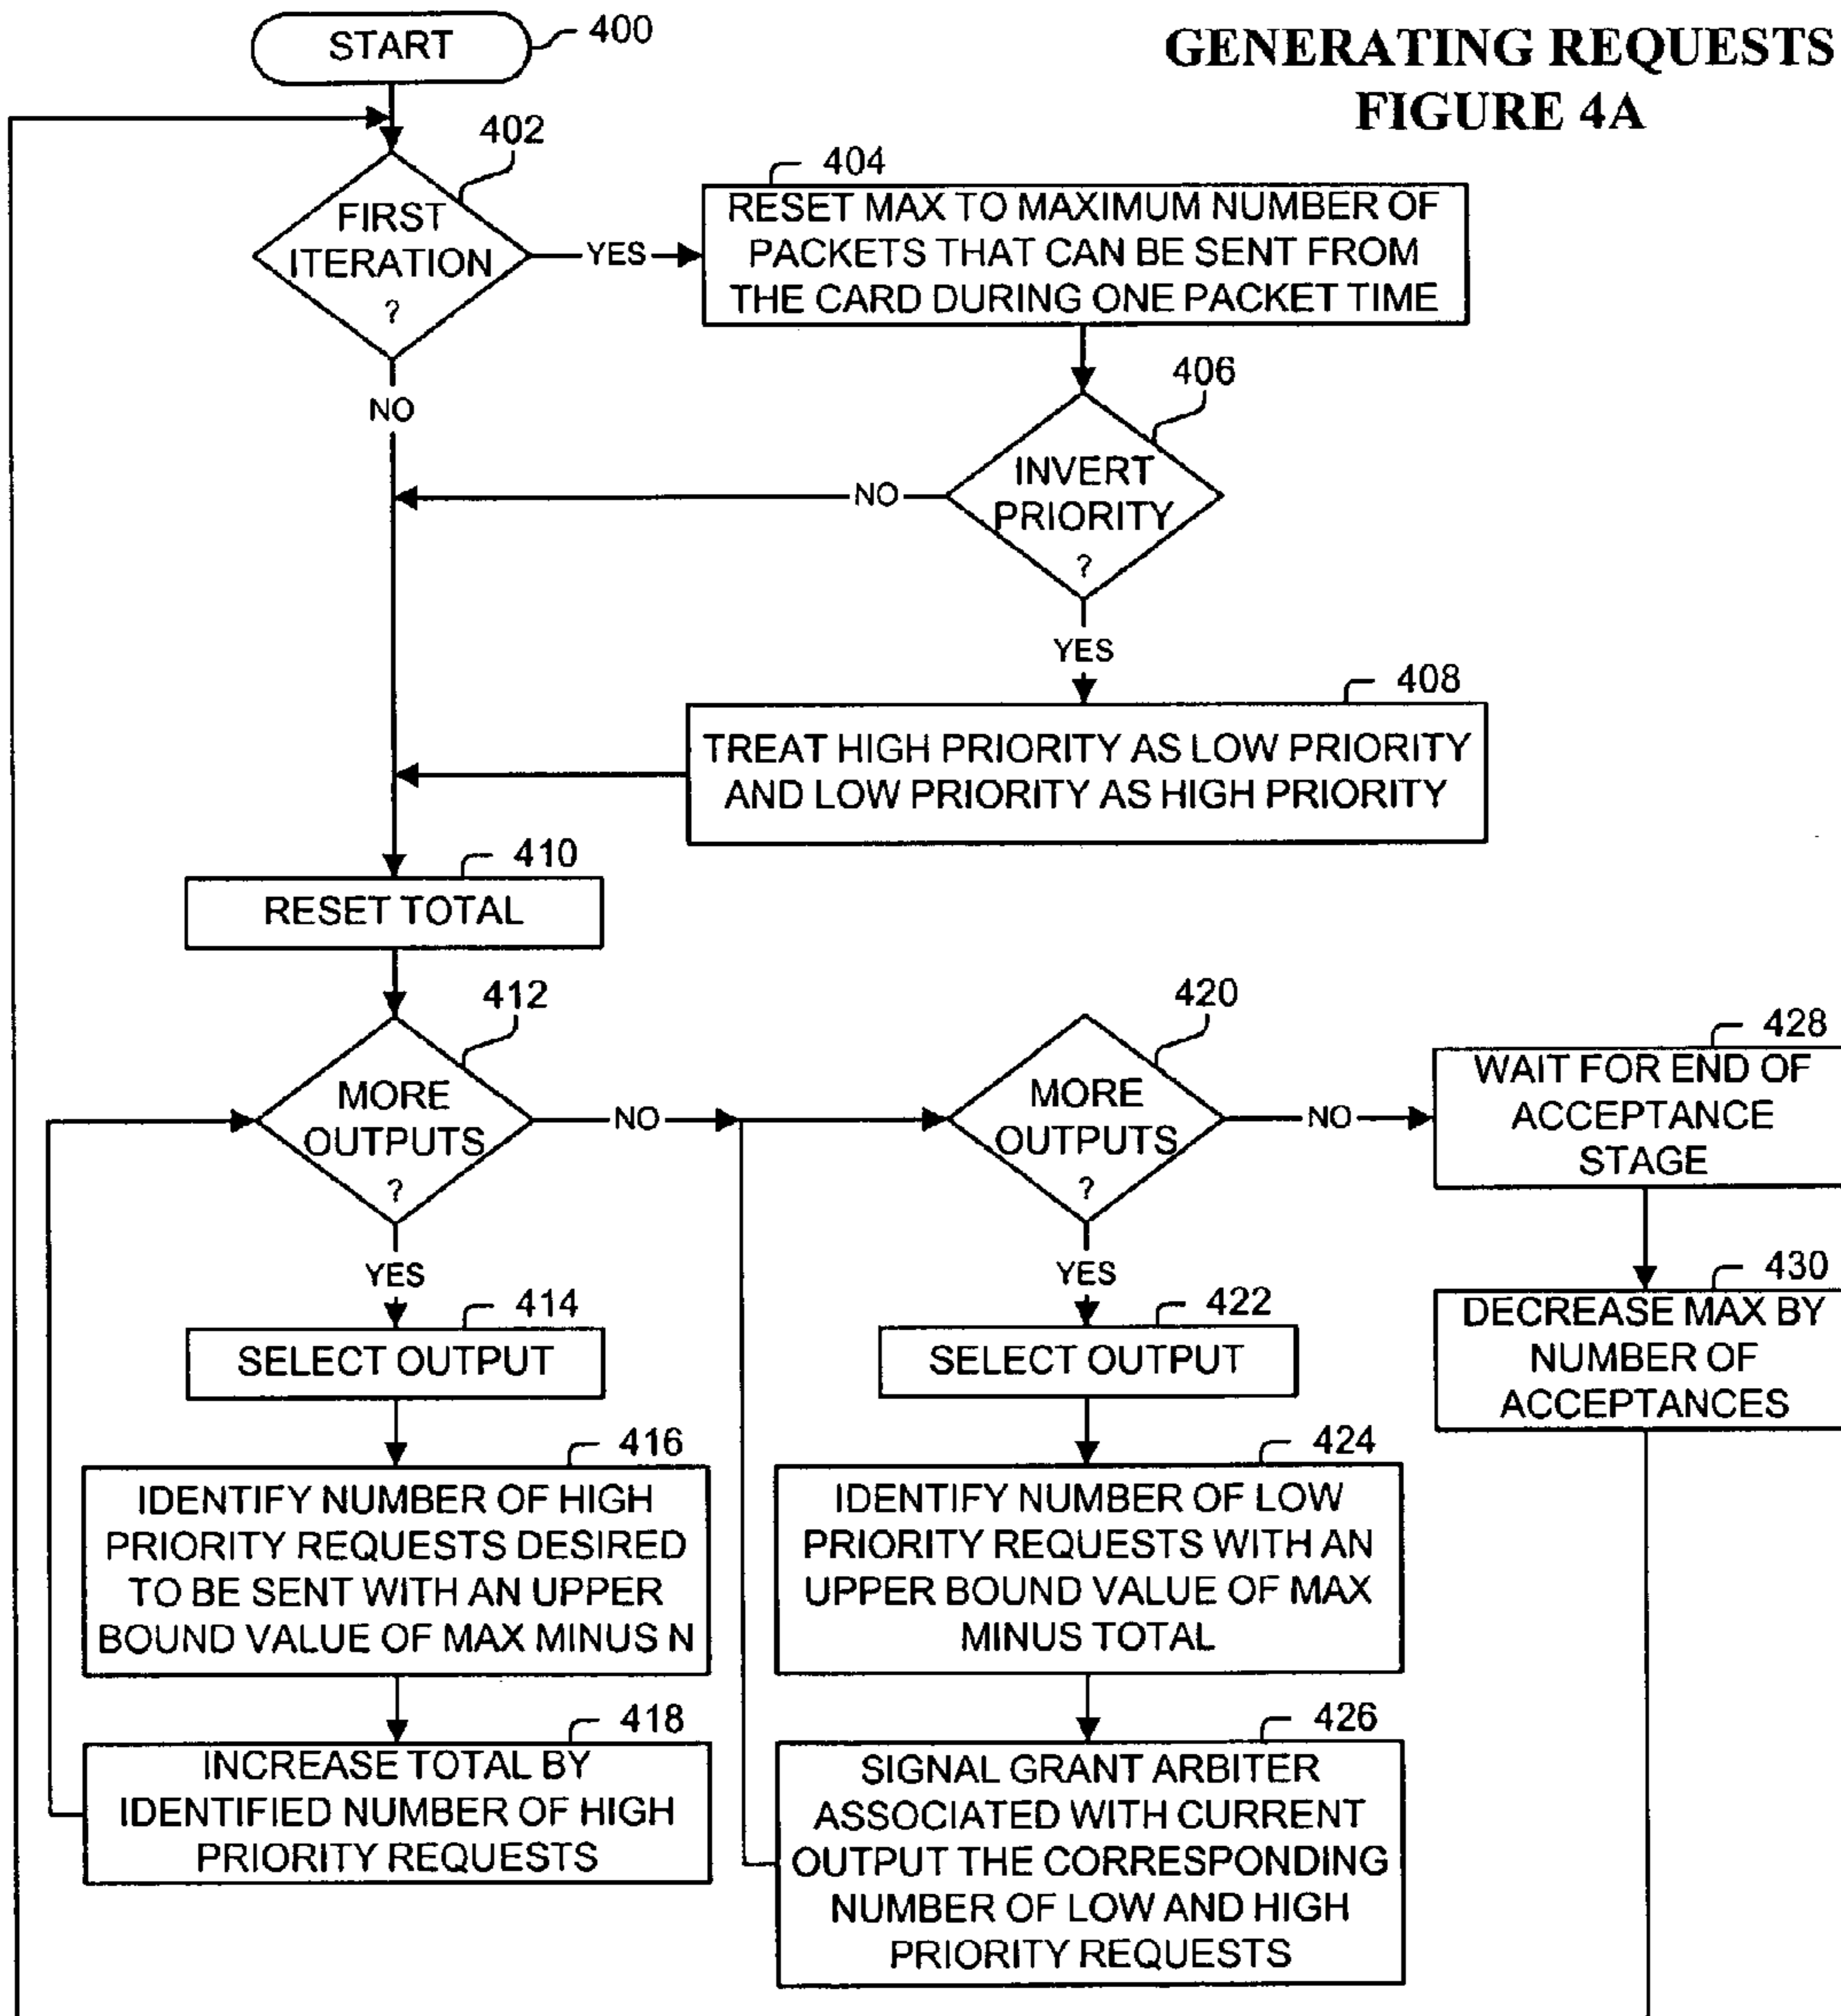 GENERATING REQUESTS
FIGURE 4A
START
400
402
FIRST
ITERATION
?
YES
NO
404
RESET MAX TO MAXIMUM NUMBER OF
PACKETS THAT CAN BE SENT FROM
THE CARD DURING ONE PACKET TIME
406
INVERT
PRIORITY
?
NO
YES
408
TREAT HIGH PRIORITY AS LOW PRIORITY
AND LOW PRIORITY AS HIGH PRIORITY
410
RESET TOTAL
412
MORE
OUTPUTS
?
NO
YES
414
SELECT OUTPUT
416
IDENTIFY NUMBER OF HIGH
PRIORITY REQUESTS DESIRED
TO BE SENT WITH AN UPPER
BOUND VALUE OF MAX MINUS N
418
INCREASE TOTAL BY
IDENTIFIED NUMBER OF HIGH
PRIORITY REQUESTS
420
MORE
OUTPUTS
?
NO
YES
422
SELECT OUTPUT
424
IDENTIFY NUMBER OF LOW
PRIORITY REQUESTS WITH AN
UPPER BOUND VALUE OF MAX
MINUS TOTAL
426
SIGNAL GRANT ARBITER
ASSOCIATED WITH CURRENT
OUTPUT THE CORRESPONDING
NUMBER OF LOW AND HIGH
PRIORITY REQUESTS
428
WAIT FOR END OF
ACCEPTANCE
STAGE
430
DECREASE MAX BY
NUMBER OF
ACCEPTANCES